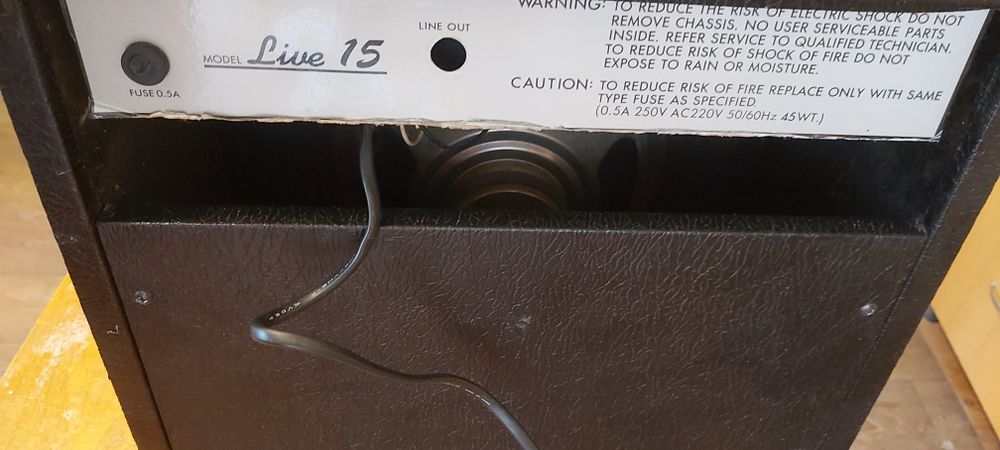 WARNING: TO REDUCE THE RISK OF ELECTRIC SHOCK DO NOT
REMOVE CHASSIS. NO USER SERVICEABLE PARTS
INSIDE. REFER SERVICE TO QUALIFIED TECHNICIAN.
TO REDUCE RISK OF SHOCK OF FIRE DO NOT
EXPOSE TO RAIN OR MOISTURE.
LINE OUT
MODEL Live 15
FUSE 0.5A
CAUTION: TO REDUCE RISK OF FIRE REPLACE ONLY WITH SAME
TYPE FUSE AS SPECIFIED
(0.5A 250V AC220V 50/60Hz 45WT.)